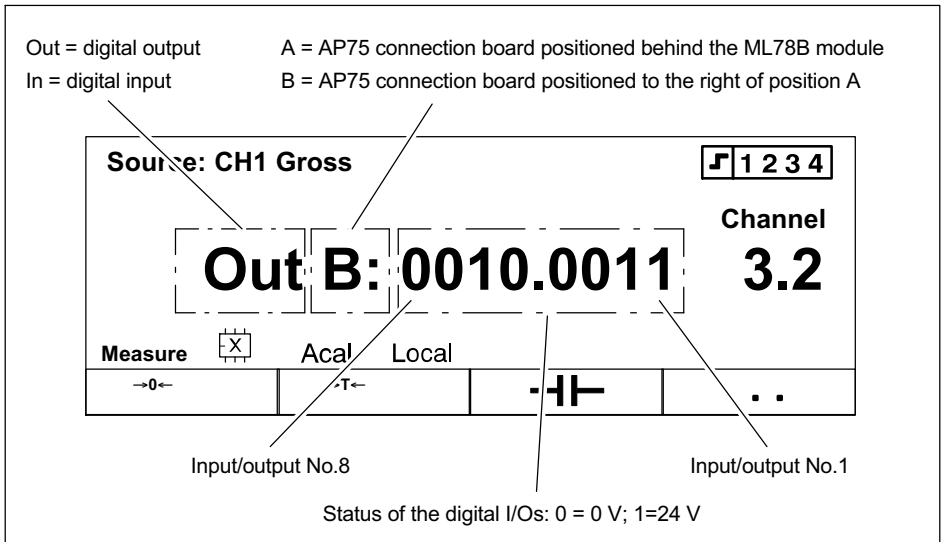 Out = digital output
In = digital input
A = AP75 connection board positioned behind the ML78B module
B = AP75 connection board positioned to the right of position A
Source: CH1 Gross
1 2 3 4
Channel
Out B: 0010.0011 3.2
Measure X Acal Local
→0← →T← . .
Input/output No.8
Input/output No.1
Status of the digital I/Os: 0 = 0 V; 1=24 V